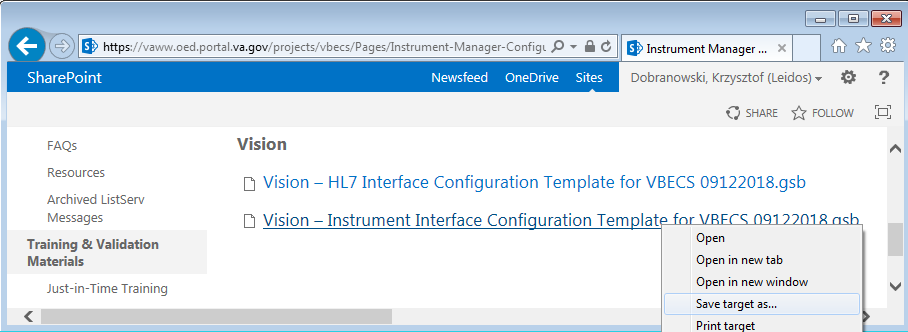 https://vaww.oed.portal.va.gov/projects/vbecs/Pages/Instrument-Manager-Configu
Instrument Manager ...
SharePoint
Newsfeed
OneDrive
Sites
Dobranowski, Krzysztof (Leidos)
?
SHARE
FOLLOW
FAQs
Resources
Archived ListServ
Messages
Training & Validation
Materials
Just-in-Time Training
Vision
Vision – HL7 Interface Configuration Template for VBECS 09122018.gsb
Vision – Instrument Interface Configuration Template for VBECS 09122018.gsb
Open
Open in new tab
Open in new window
Save target as...
Print target